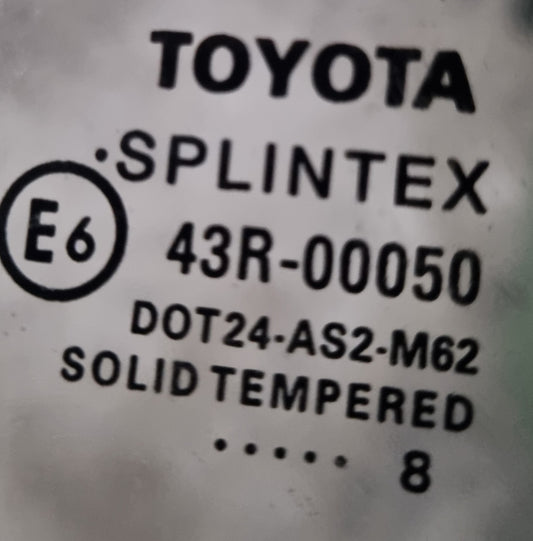 TOYOTA
·SPLINTEX
E6 43R-00050
DOT24-AS2-M62
SOLID TEMPERED
····· 8